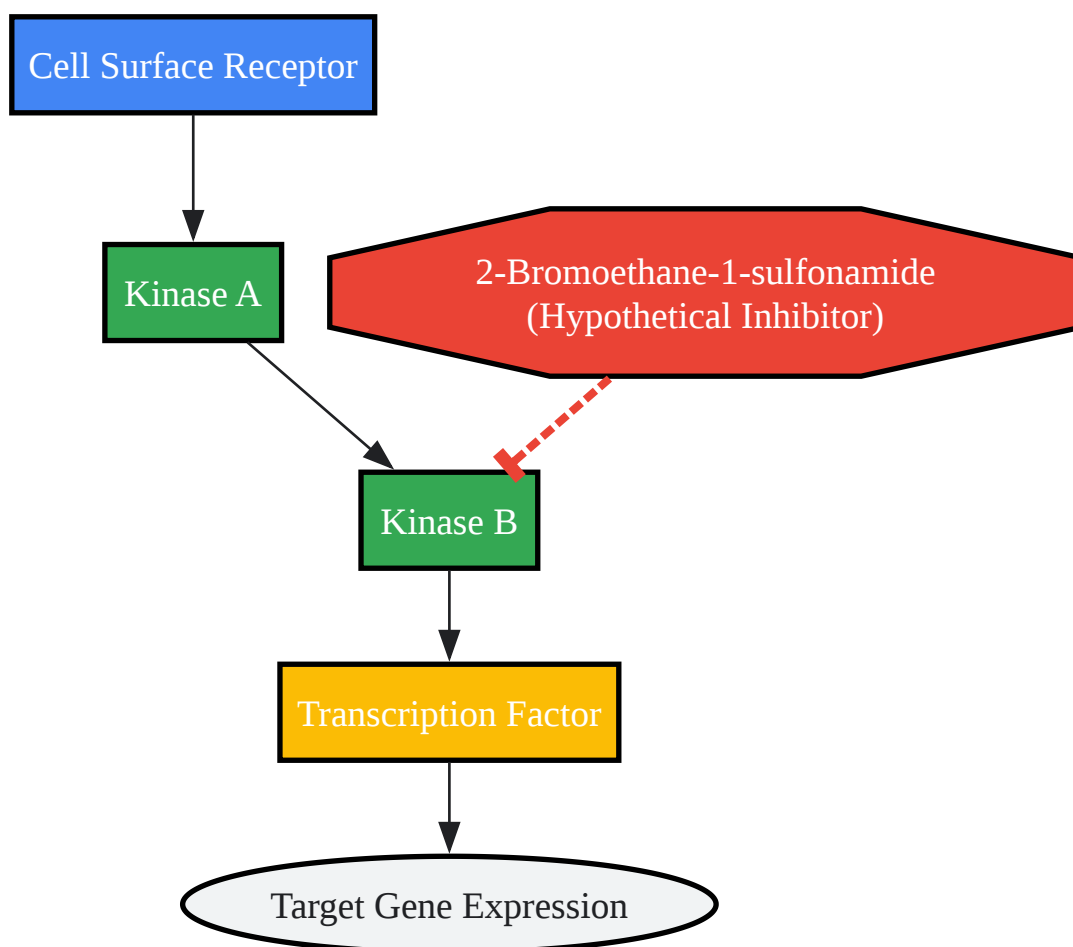 Cell Surface Receptor
2-Bromoethane-1-sulfonamide
(Hypothetical Inhibitor)
Kinase A
Kinase B
Transcription Factor
Target Gene Expression